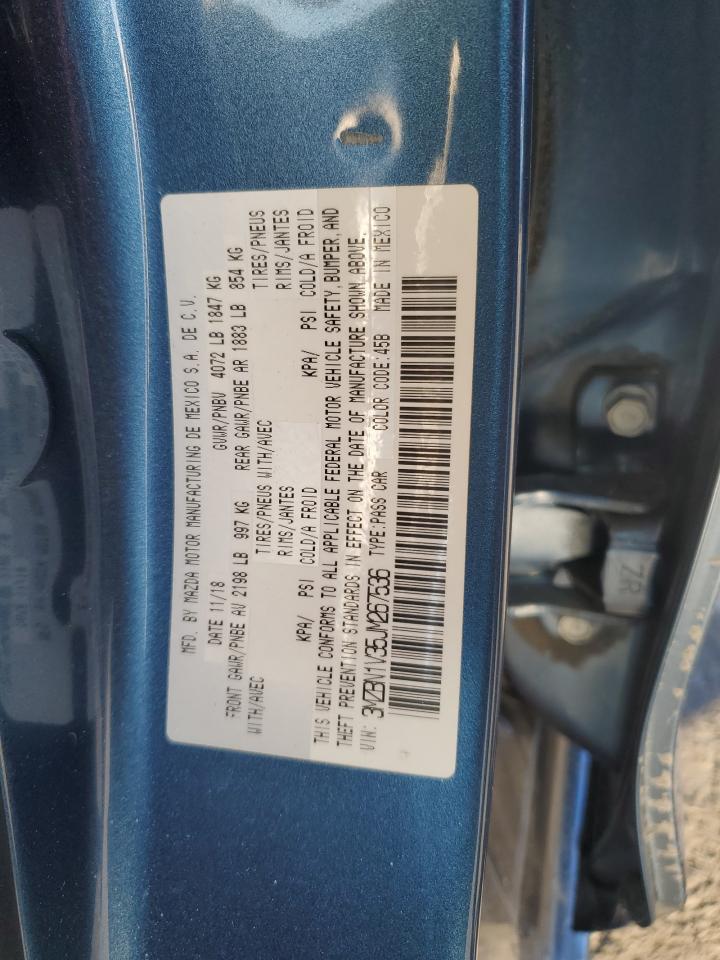 MFD. BY MAZDA MOTOR MANUFACTURING DE MEXICO S.A. DE C.V.
DATE 11/18 GVWR/PNBV 4072 LB 1847 KG
FRONT GAWR/PNBE AV 2198 LB 997 KG REAR GAWR/PNBE AR 1883 LB 854 KG
WITH/AVEC TIRES/PNEUS WITH/AVEC TIRES/PNEUS
RIMS/JANTES RIMS/JANTES
KPA/ PSI COLD/A FROID KPA/ PSI COLD/A FROID
THIS VEHICLE CONFORMS TO ALL APPLICABLE FEDERAL MOTOR VEHICLE SAFETY, BUMPER, AND
THEFT PREVENTION STANDARDS IN EFFECT ON THE DATE OF MANUFACTURE SHOWN ABOVE.
VIN: 3MZBN1V35JM267536 TYPE:PASS CAR COLOR CODE:45B MADE IN MEXICO